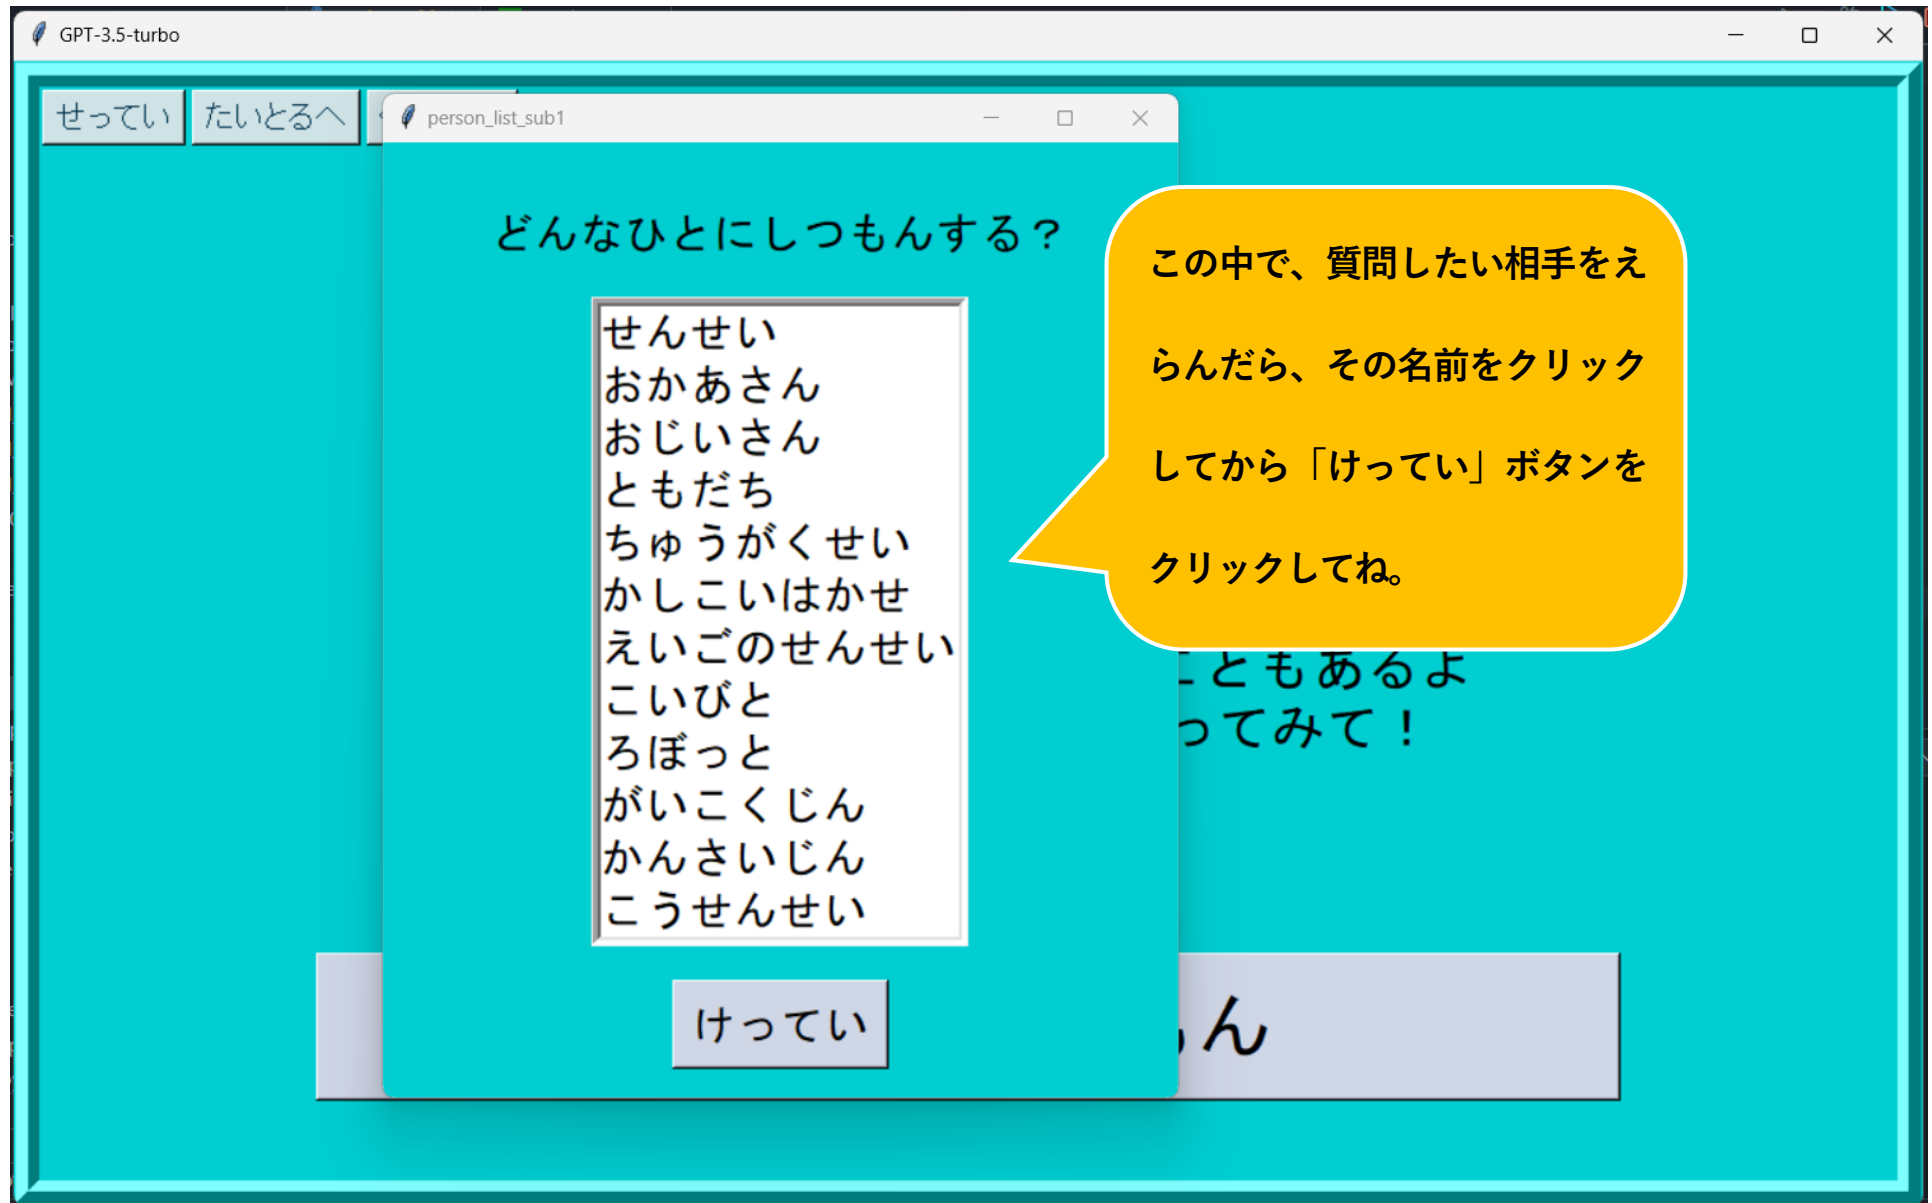 GPT-3.5-turbo
せってい
たいとるへ
person_list_sub1
どんなひとにしつもんする？
せんせい
おかあさん
おじいさん
ともだち
ちゅうがくせい
かしこいはかせ
えいごのせんせい
こいびと
ろぼっと
がいこくじん
かんさいじん
こうせんせい
けってい
この中で、質問したい相手をえ
らんだら、その名前をクリック
してから「けってい」ボタンを
クリックしてね。
こともあるよ
ってみて！
ん